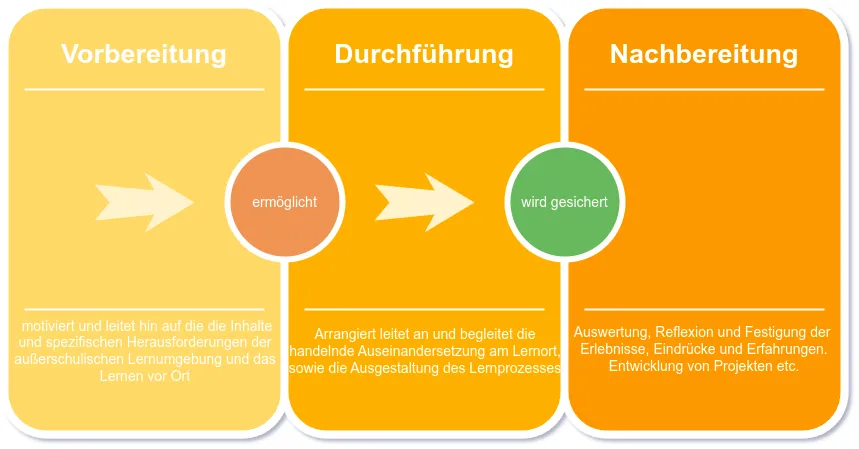 Vorbereitung
ermöglicht
motiviert und leitet hin auf die die Inhalte
und spezifischen Herausforderungen der
außerschulischen Lernumgebung und das
Lernen vor Ort
Durchführung
wird gesichert
Arrangiert leitet an und begleitet die
handelnde Auseinandersetzung am Lernort,
sowie die Ausgestaltung des Lernprozesses
Nachbereitung
Auswertung, Reflexion und Festigung der
Erlebnisse, Eindrücke und Erfahrungen.
Entwicklung von Projekten etc.